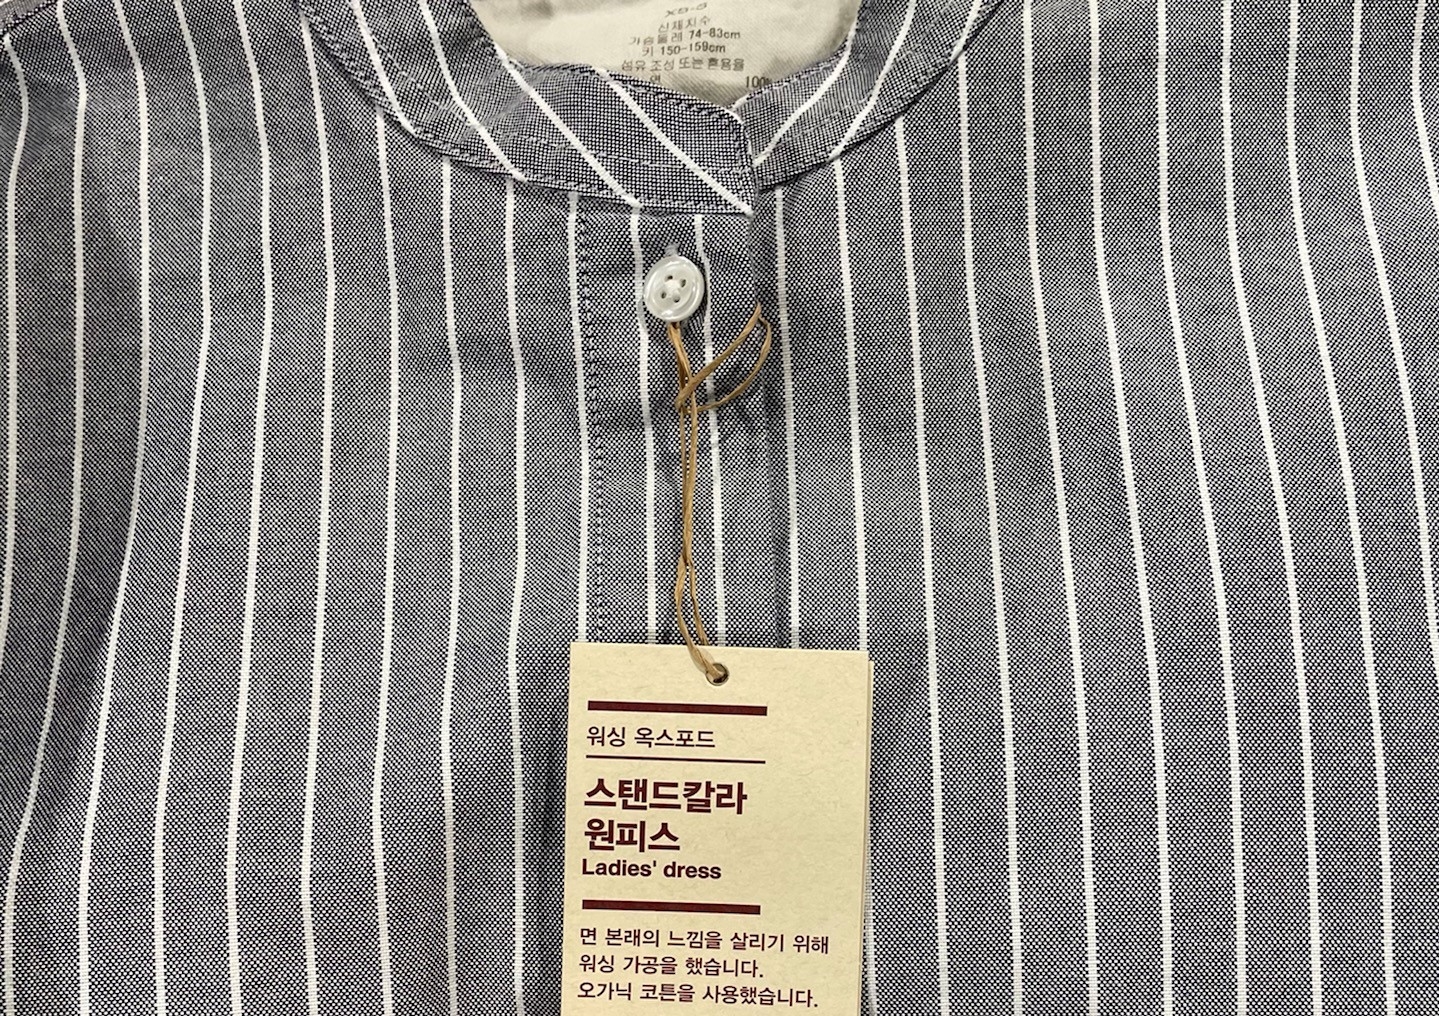 XS-S
신체치수
가슴둘레 74-83cm
키 150-159cm
섬유 조성 또는 혼용율
면 100%
워싱 옥스포드
스탠드칼라
원피스
Ladies' dress
면 본래의 느낌을 살리기 위해
워싱 가공을 했습니다.
오가닉 코튼을 사용했습니다.